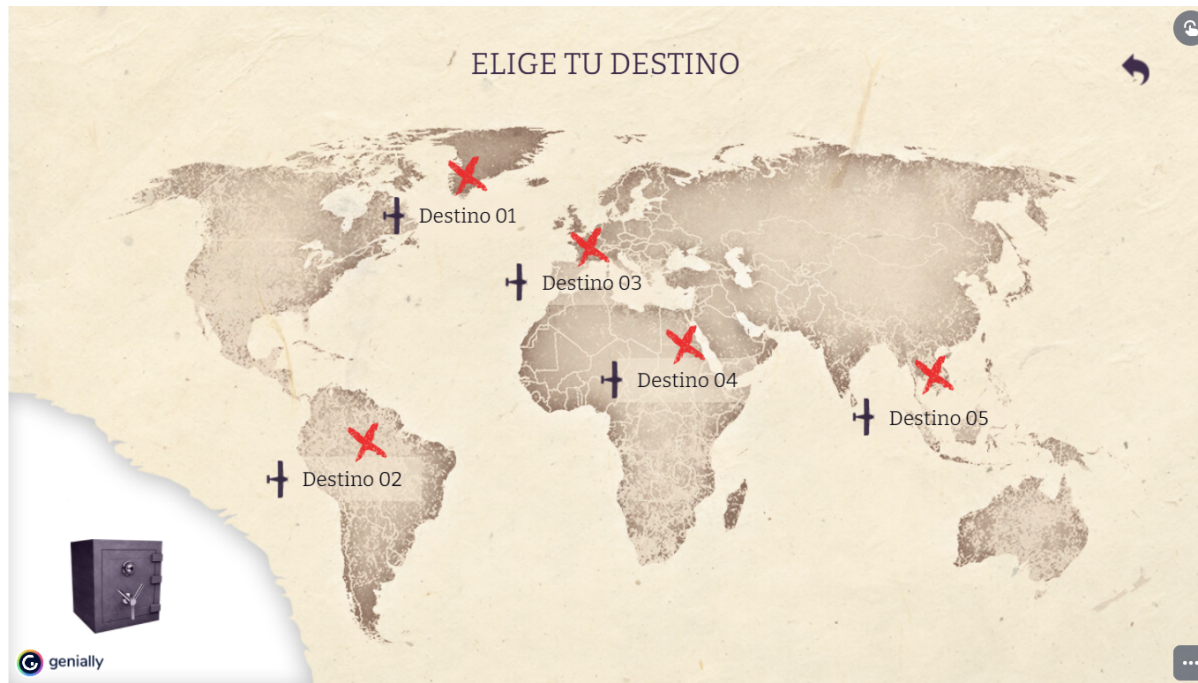 ELIGE TU DESTINO
Destino 01
Destino 03
Destino 04
Destino 05
Destino 02
genially